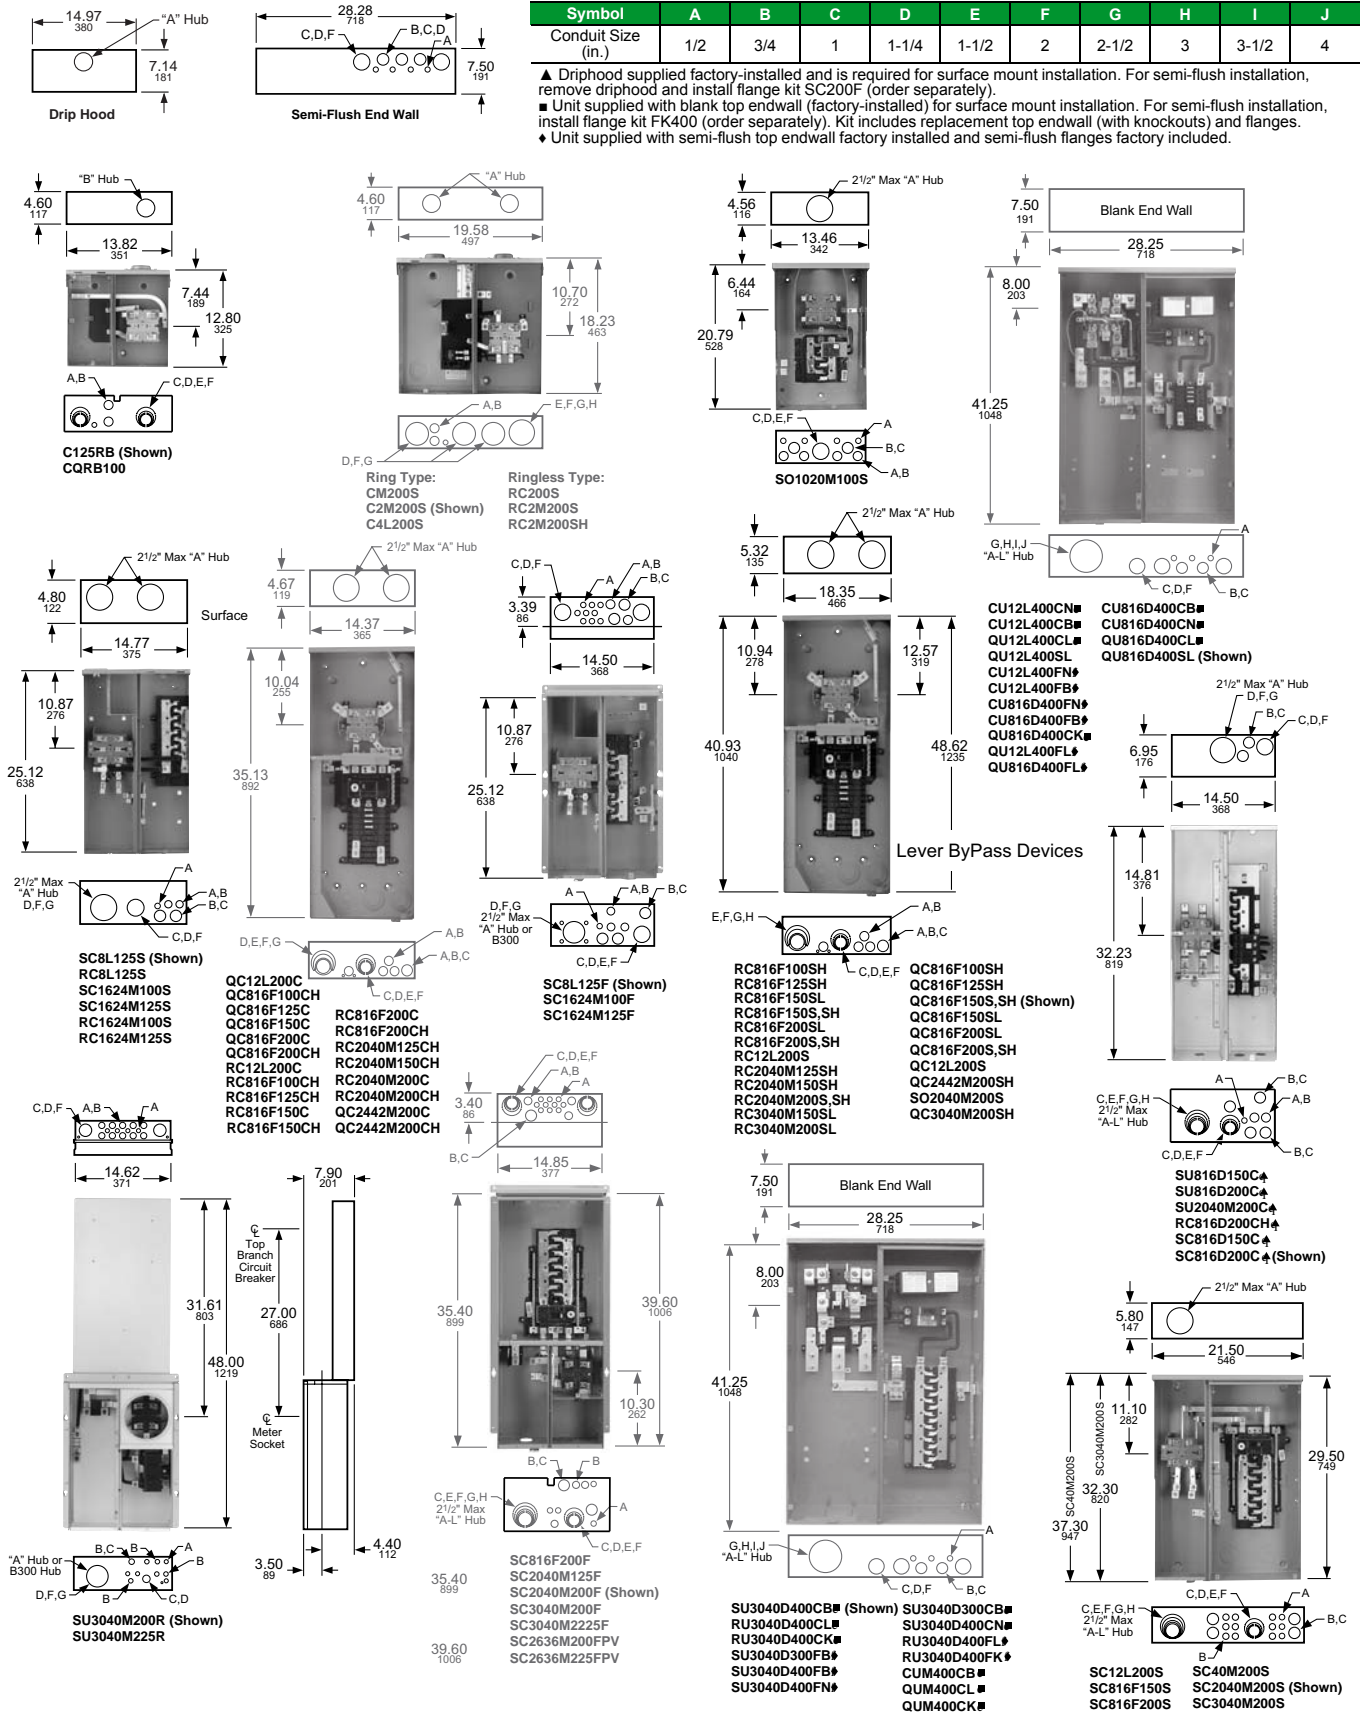 14.97
380
"A" Hub
7.14
181
Drip Hood
28.28
718
C,D,F
B,C,D
A
7.50
191
Semi-Flush End Wall
Symbol A B C D E F G H I J
Conduit Size (in.) 1/2 3/4 1 1-1/4 1-1/2 2 2-1/2 3 3-1/2 4
▲ Driphood supplied factory-installed and is required for surface mount installation. For semi-flush installation,
remove driphood and install flange kit SC200F (order separately).
■ Unit supplied with blank top endwall (factory-installed) for surface mount installation. For semi-flush installation,
install flange kit FK400 (order separately). Kit includes replacement top endwall (with knockouts) and flanges.
♦ Unit supplied with semi-flush top endwall factory installed and semi-flush flanges factory included.
"B" Hub
4.60
117
13.82
351
7.44
189
12.80
325
A,B
C,D,E,F
C125RB (Shown)
CQRB100
"A" Hub
4.60
117
19.58
497
10.70
272
18.23
463
A,B
E,F,G,H
D,F,G
Ring Type:
CM200S
C2M200S (Shown)
C4L200S
Ringless Type:
RC200S
RC2M200S
RC2M200SH
2 1/2" Max "A" Hub
4.56
116
13.46
342
6.44
164
20.79
528
C,D,E,F
A
B,C
A,B
SO1020M100S
7.50
191
Blank End Wall
28.25
718
8.00
203
41.25
1048
G,H,I,J
"A-L" Hub
A
C,D,F
B,C
CU12L400CN■
CU12L400CB■
QU12L400CL■
QU12L400SL
CU12L400FN♦
CU12L400FB♦
CU816D400FN♦
CU816D400FB♦
QU816D400CK■
QU12L400FL♦
QU816D400FL♦
CU816D400CB■
CU816D400CN■
QU816D400CL■
QU816D400SL (Shown)
2 1/2" Max "A" Hub
4.80
122
Surface
14.77
375
10.87
276
25.12
638
2 1/2" Max
"A" Hub
D,F,G
A
A,B
B,C
C,D,F
SC8L125S (Shown)
RC8L125S
SC1624M100S
SC1624M125S
RC1624M100S
RC1624M125S
2 1/2" Max "A" Hub
4.67
119
14.37
365
10.04
255
35.13
892
D,E,F,G
A,B
A,B,C
C,D,E,F
QC12L200C
QC816F100CH
QC816F125C
QC816F150C
QC816F200C
QC816F200CH
RC12L200C
RC816F100CH
RC816F125CH
RC816F150C
RC816F150CH
RC816F200C
RC816F200CH
RC2040M125CH
RC2040M150CH
RC2040M200C
RC2040M200CH
QC2442M200C
QC2442M200CH
C,D,F
A
A,B
B,C
3.39
86
14.50
368
10.87
276
25.12
638
D,F,G
2 1/2" Max
"A" Hub or
B300
A
A,B
B,C
C,D,E,F
SC8L125F (Shown)
SC1624M100F
SC1624M125F
2 1/2" Max "A" Hub
5.32
135
18.35
466
10.94
278
12.57
319
40.93
1040
48.62
1235
Lever ByPass Devices
E,F,G,H
A,B
A,B,C
C,D,E,F
RC816F100SH
RC816F125SH
RC816F150SL
RC816F150S,SH
RC816F200SL
RC816F200S,SH
RC12L200S
RC2040M125SH
RC2040M150SH
RC2040M200S,SH
RC3040M150SL
RC3040M200SL
QC816F100SH
QC816F125SH
QC816F150S,SH (Shown)
QC816F150SL
QC816F200SL
QC816F200S,SH
QC12L200S
QC2442M200SH
SO2040M200S
QC3040M200SH
2 1/2" Max "A" Hub
D,F,G
B,C
C,D,F
6.95
176
14.50
368
14.81
376
32.23
819
A
B,C
C,E,F,G,H
2 1/2" Max
"A-L" Hub
A,B
C,D,E,F
B,C
SU816D150C▲
SU816D200C▲
SU2040M200C▲
RC816D200CH▲
SC816D150C▲
SC816D200C▲ (Shown)
C,D,F
A,B
A
14.62
371
31.61
803
48.00
1219
"A" Hub or
B300 Hub
D,F,G
B,C
B
A
B
B
C,D
SU3040M200R (Shown)
SU3040M225R
7.90
201
Top
Branch
Circuit
Breaker
27.00
686
Meter
Socket
4.40
112
3.50
89
C,D,E,F
A,B
A
3.40
86
B,C
14.85
377
35.40
899
39.60
1006
10.30
262
B,C
B
C,E,F,G,H
2 1/2" Max
"A-L" Hub
A
C,D,E,F
35.40
899
39.60
1006
SC816F200F
SC2040M125F
SC2040M200F (Shown)
SC3040M200F
SC3040M2225F
SC2636M200FPV
SC2636M225FPV
7.50
191
Blank End Wall
28.25
718
8.00
203
41.25
1048
G,H,I,J
"A-L" Hub
A
C,D,F
B,C
SU3040D400CB■ (Shown)
RU3040D400CL■
RU3040D400CK■
SU3040D300FB♦
SU3040D400FB♦
SU3040D400FN♦
SU3040D300CB■
SU3040D400CN■
RU3040D400FL♦
RU3040D400FK♦
CUM400CB■
QUM400CL■
QUM400CK■
2 1/2" Max "A" Hub
5.80
147
21.50
546
11.10
282
SC40M200S
SC3040M200S
32.30
820
37.30
947
29.50
749
C,D,E,F
A
C,E,F,G,H
2 1/2" Max
"A-L" Hub
B,C
B
SC12L200S
SC816F150S
SC816F200S
SC40M200S
SC2040M200S (Shown)
SC3040M200S